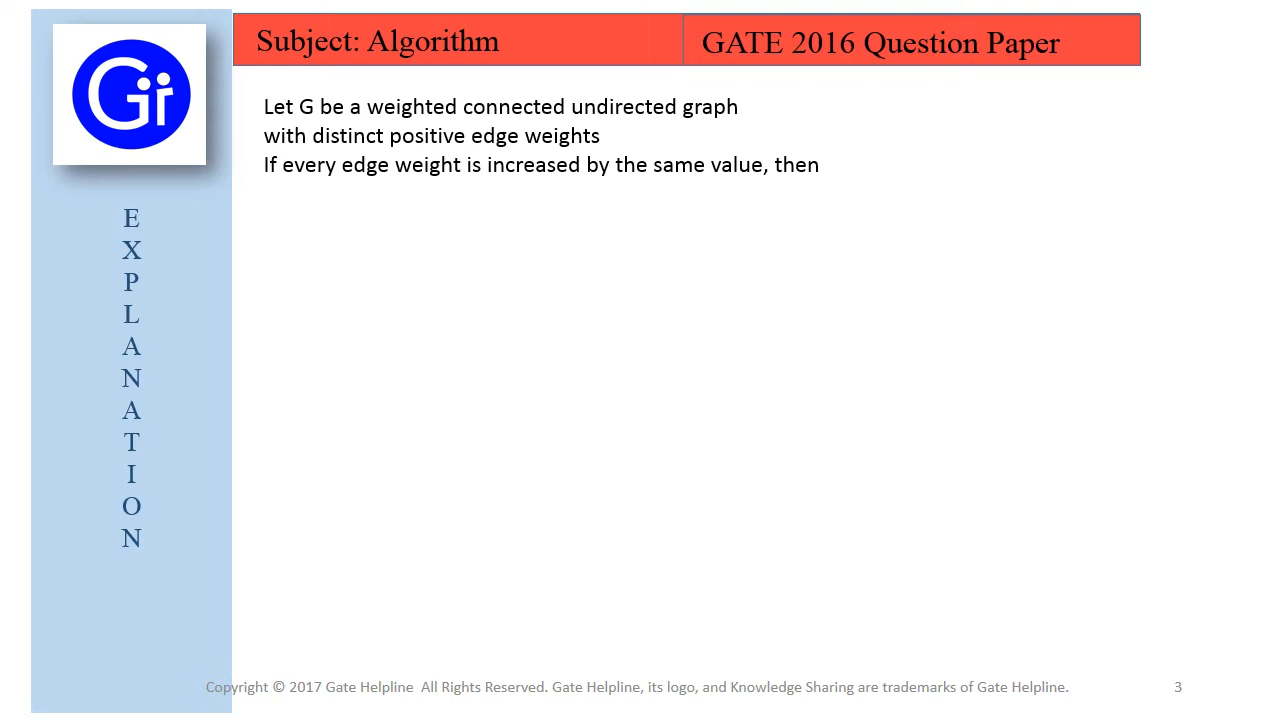 Gi
Subject: Algorithm
GATE 2016 Question Paper
Let G be a weighted connected undirected graph
with distinct positive edge weights
If every edge weight is increased by the same value, then
E
X
P
L
A
N
A
T
I
O
N
Copyright © 2017 Gate Helpline All Rights Reserved. Gate Helpline, its logo, and Knowledge Sharing are trademarks of Gate Helpline.
3